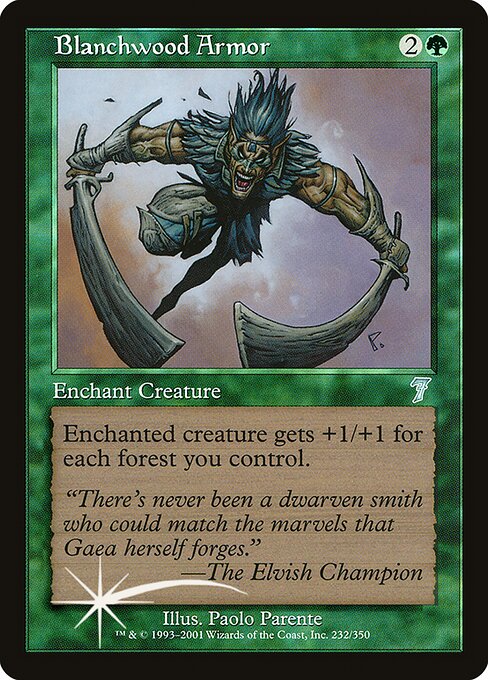 Blanchwood Armor 2
Enchant Creature 7
Enchanted creature gets +1/+1 for
each forest you control.
“There’s never been a dwarven smith
who could match the marvels that
Gaea herself forges.”
—The Elvish Champion
Illus. Paolo Parente
™ & © 1993–2001 Wizards of the Coast, Inc. 232/350